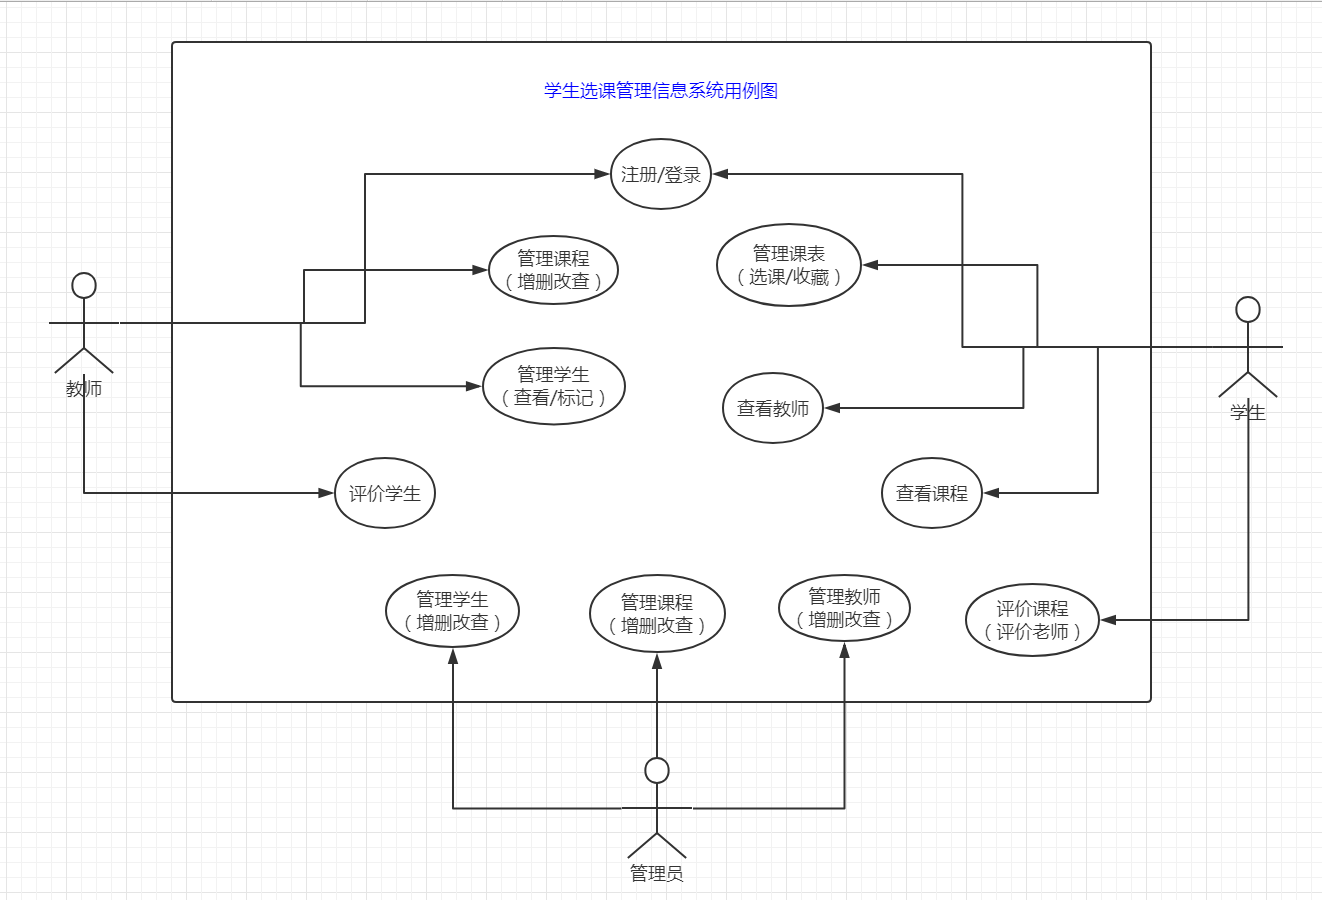 学生选课管理信息系统用例图
注册/登录
管理课程
（增删改查）
管理课表
（选课/收藏）
管理学生
（查看/标记）
教师
查看教师
学生
评价学生
查看课程
管理学生
（增删改查）
管理课程
（增删改查）
管理教师
（增删改查）
评价课程
（评价老师）
管理员